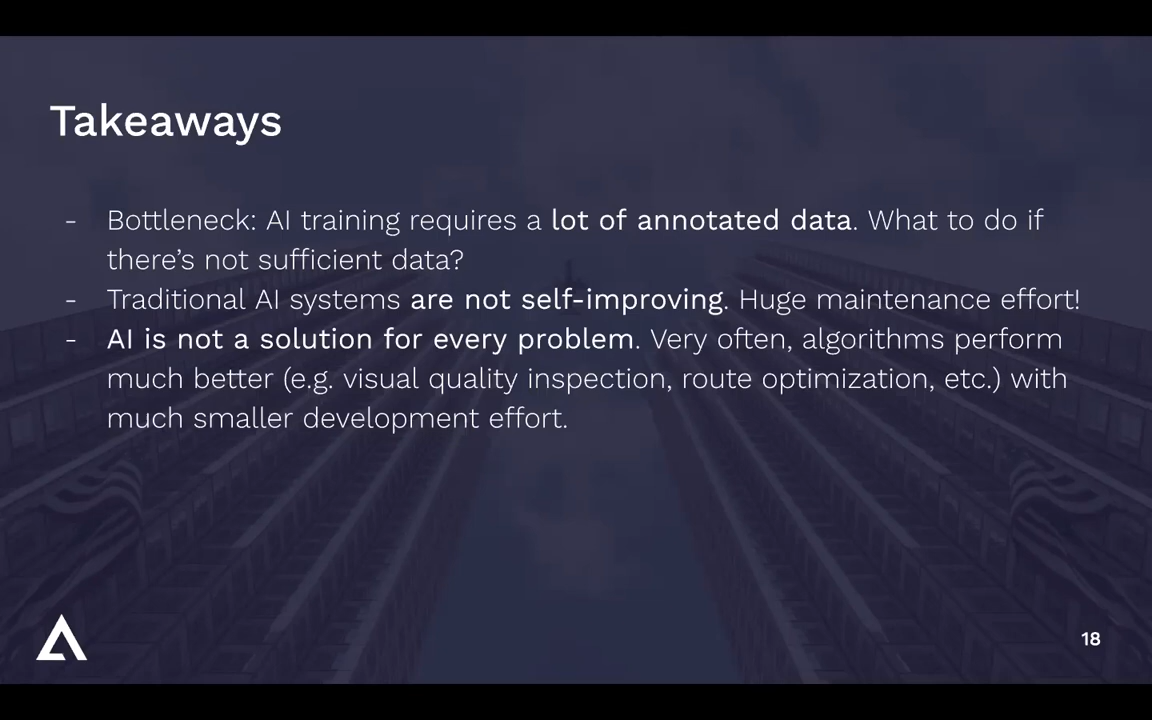 Takeaways
- Bottleneck: AI training requires a lot of annotated data. What to do if
there’s not sufficient data?
- Traditional AI systems are not self-improving. Huge maintenance effort!
- AI is not a solution for every problem. Very often, algorithms perform
much better (e.g. visual quality inspection, route optimization, etc.) with
much smaller development effort.
18